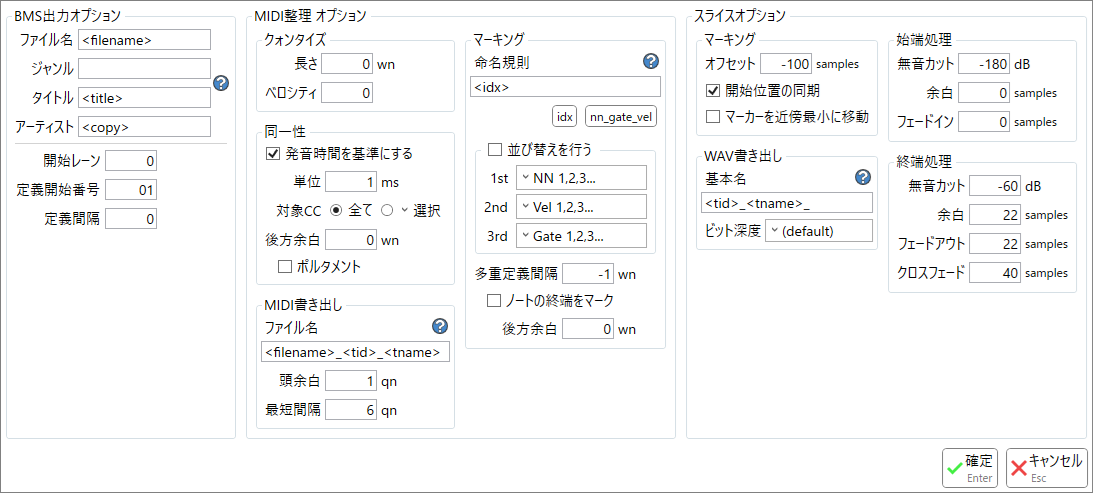 BMS出力オプション
ファイル名 <filename>
ジャンル
タイトル <title>
アーティスト <copy>
開始レーン 0
定義開始番号 01
定義間隔 0
MIDI整理 オプション
クォンタイズ
長さ 0 wn
ベロシティ 0
同一性
発音時間を基準にする
単位 1 ms
対象CC 全て 選択
後方余白 0 wn
ポルタメント
MIDI書き出し
ファイル名
<filename>_<tid>_<tname>
頭余白 1 qn
最短間隔 6 qn
マーキング
命名規則
<idx>
idx nn_gate_vel
並び替えを行う
1st NN 1,2,3...
2nd Vel 1,2,3...
3rd Gate 1,2,3...
多重定義間隔 -1 wn
ノートの終端をマーク
後方余白 0 wn
スライスオプション
マーキング
オフセット -100 samples
開始位置の同期
マーカーを近傍最小に移動
WAV書き出し
基本名
<tid>_<tname>_
ビット深度 (default)
始端処理
無音カット -180 dB
余白 0 samples
フェードイン 0 samples
終端処理
無音カット -60 dB
余白 22 samples
フェードアウト 22 samples
クロスフェード 40 samples
確定
Enter
キャンセル
Esc